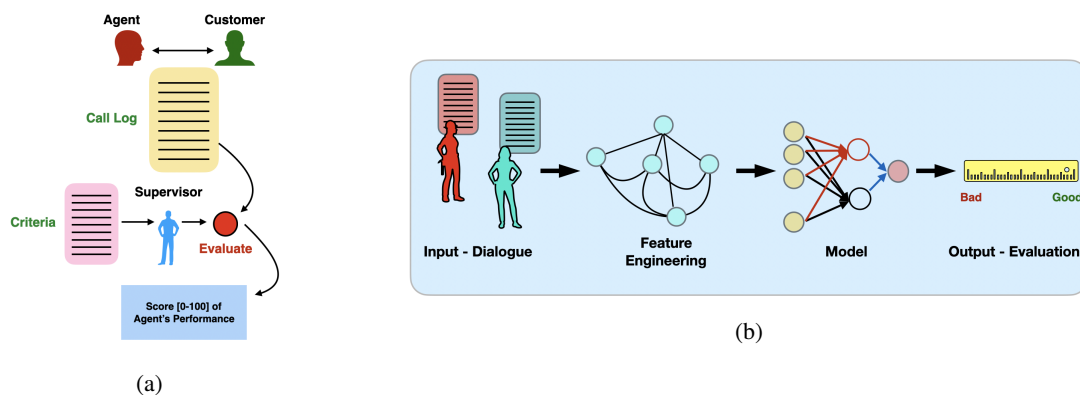 Agent
Customer
Call Log
Supervisor
Criteria
Evaluate
Score [0-100] of
Agent's Performance
(a)
Input - Dialogue
Feature
Engineering
Model
Bad
Good
Output - Evaluation
(b)